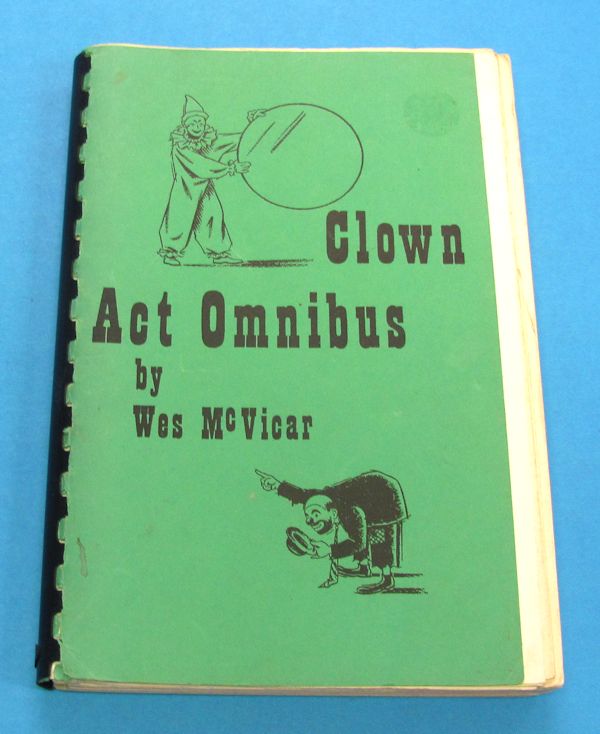 Clown
Act Omnibus
by
Wes McVicar